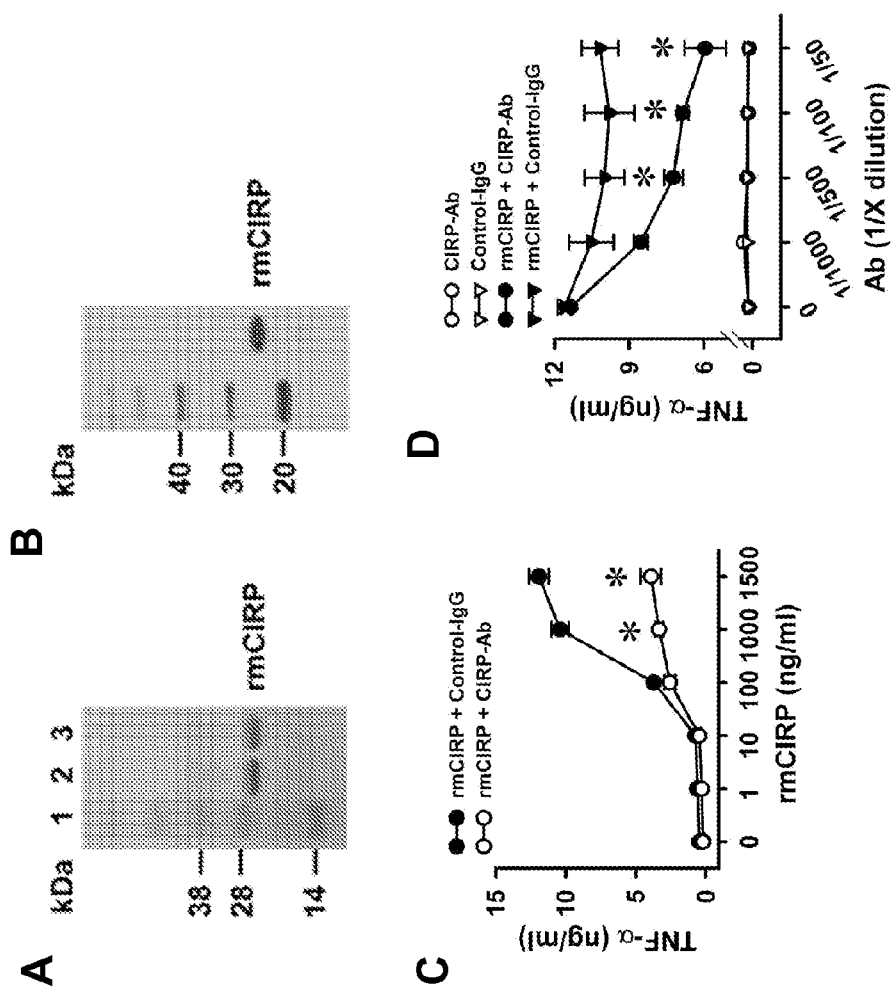 A
kDa
1 2 3
38
28
14
rmCIRP
B
kDa
40
30
20
rmCIRP
C
rmCIRP + Control-IgG
rmCIRP + CIRP-Ab
TNF-α (ng/ml)
15
10
5
0
* *
0 1 10 100 1000 1500
rmCIRP (ng/ml)
D
CIRP-Ab
Control-IgG
rmCIRP + CIRP-Ab
rmCIRP + Control-IgG
TNF-α (ng/ml)
12
9
6
0
* * *
0 1/1000 1/500 1/100 1/50
Ab (1/X dilution)